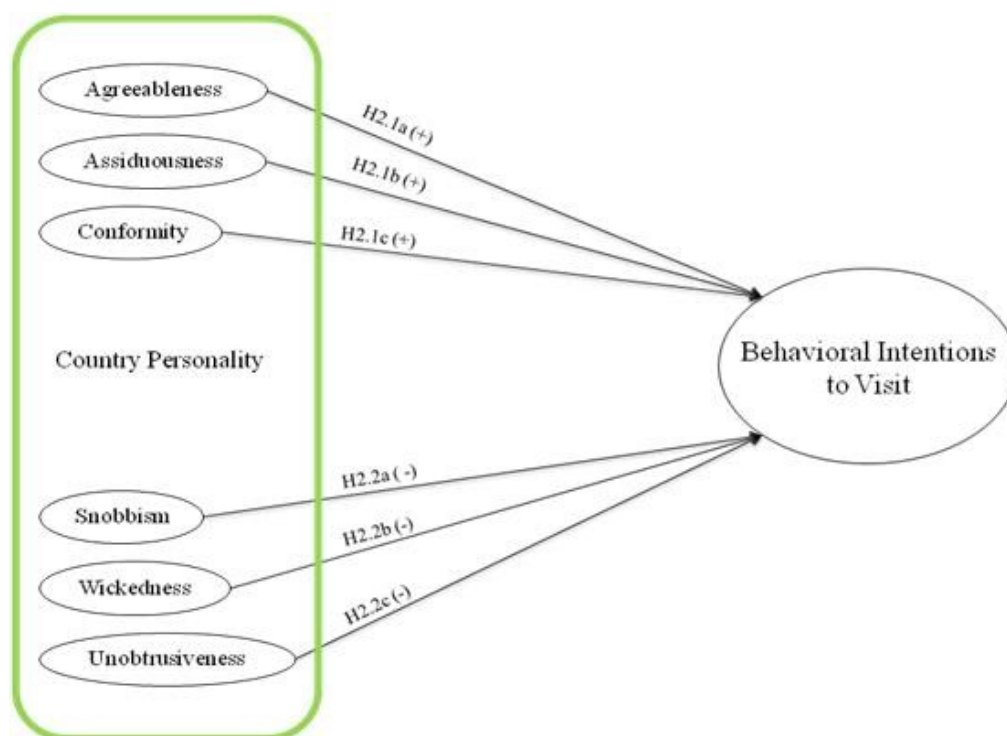 Agreeableness
H2.1a (+)
Assiduousness
H2.1b (+)
Conformity
H2.1c (+)
Country Personality
Behavioral Intentions
to Visit
Snobbism
H2.2a (-)
Wickedness
H2.2b (-)
Unobtrusiveness
H2.2c (-)